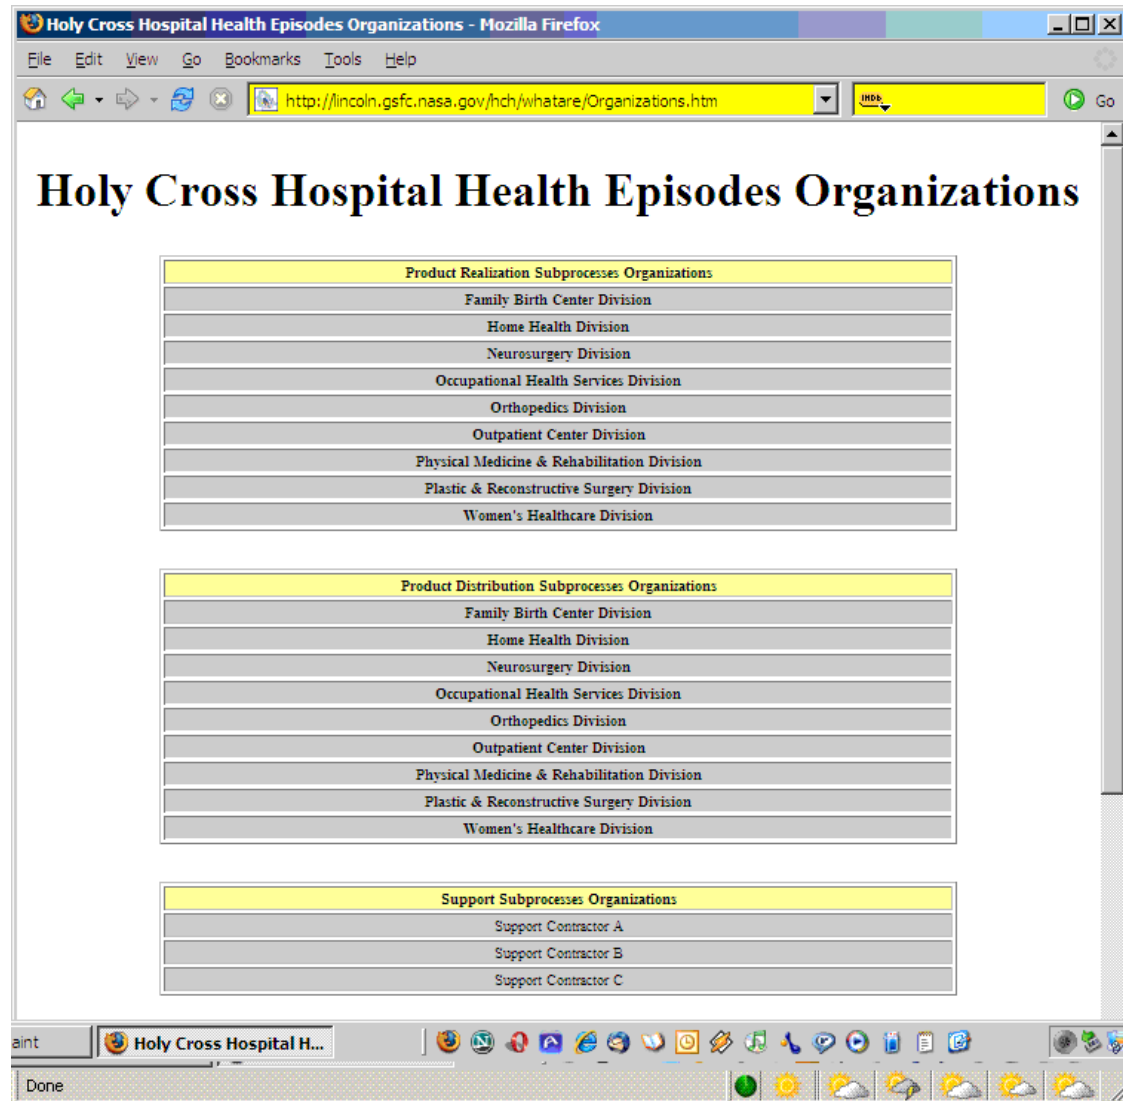 Holy Cross Hospital Health Episodes Organizations - Mozilla Firefox
File Edit View Go Bookmarks Tools Help
http://lincoln.gsfc.nasa.gov/hch/whatare/Organizations.htm IMDb Go
Holy Cross Hospital Health Episodes Organizations
Product Realization Subprocesses Organizations
Family Birth Center Division
Home Health Division
Neurosurgery Division
Occupational Health Services Division
Orthopedics Division
Outpatient Center Division
Physical Medicine & Rehabilitation Division
Plastic & Reconstructive Surgery Division
Women's Healthcare Division
Product Distribution Subprocesses Organizations
Family Birth Center Division
Home Health Division
Neurosurgery Division
Occupational Health Services Division
Orthopedics Division
Outpatient Center Division
Physical Medicine & Rehabilitation Division
Plastic & Reconstructive Surgery Division
Women's Healthcare Division
Support Subprocesses Organizations
Support Contractor A
Support Contractor B
Support Contractor C
aint Holy Cross Hospital H...
Done